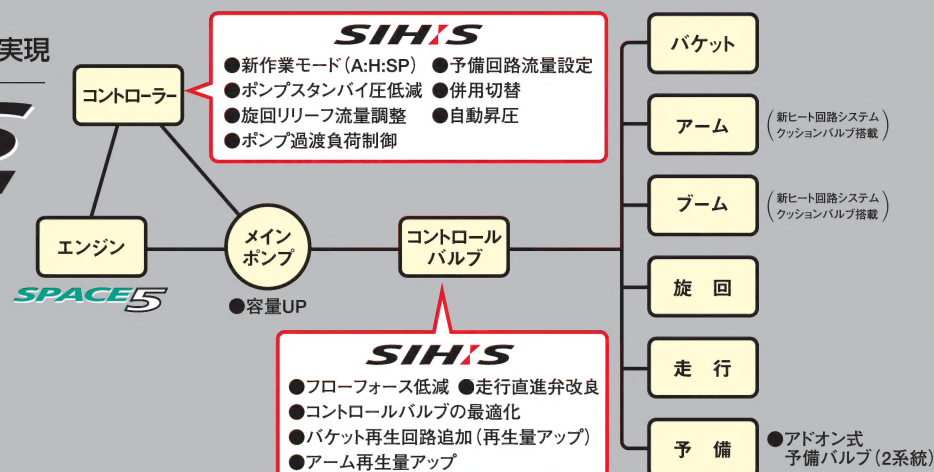 実現
SIH:S
●新作業モード(A:H:SP) ●予備回路流量設定
●ポンプスタンバイ圧低減 ●併用切替
●旋回リリーフ流量調整 ●自動昇圧
●ポンプ過渡負荷制御
コントローラー
エンジン
SPACE5
メイン
ポンプ
●容量UP
コントロール
バルブ
SIH:S
●フローフォース低減 ●走行直進弁改良
●コントロールバルブの最適化
●バケット再生回路追加(再生量アップ)
●アーム再生量アップ
バケット
アーム
(新ヒート回路システム
クッションバルブ搭載)
ブーム
(新ヒート回路システム
クッションバルブ搭載)
旋 回
走 行
予 備
●アドオン式
予備バルブ(2系統)